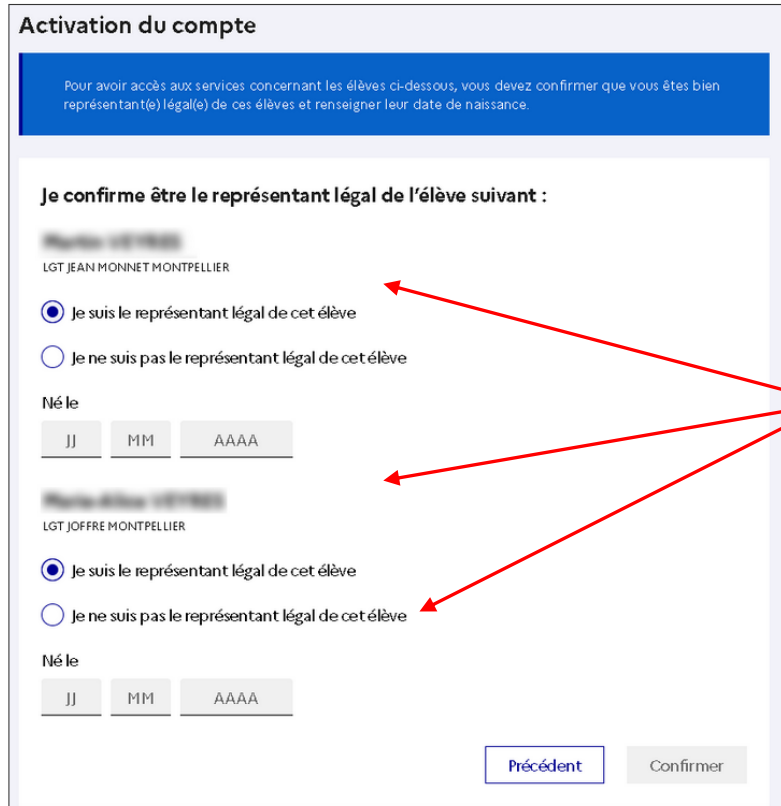 Activation du compte
Pour avoir accès aux services concernant les élèves ci-dessous, vous devez confirmer que vous êtes bien
représentant(e) légal(e) de ces élèves et renseigner leur date de naissance.
Je confirme être le représentant légal de l'élève suivant :
LGT JEAN MONNET MONTPELLIER
Je suis le représentant légal de cet élève
Je ne suis pas le représentant légal de cet élève
Né le
JJ MM AAAA
LGT JOFFRE MONTPELLIER
Je suis le représentant légal de cet élève
Je ne suis pas le représentant légal de cet élève
Né le
JJ MM AAAA
Précédent Confirmer